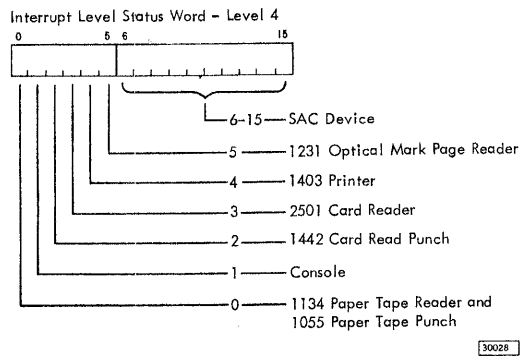 Interrupt Level Status Word - Level 4
0 5 6 15
6-15 SAC Device
5 1231 Optical Mark Page Reader
4 1403 Printer
3 2501 Card Reader
2 1442 Card Read Punch
1 Console
0 1134 Paper Tape Reader and
1055 Paper Tape Punch
30028